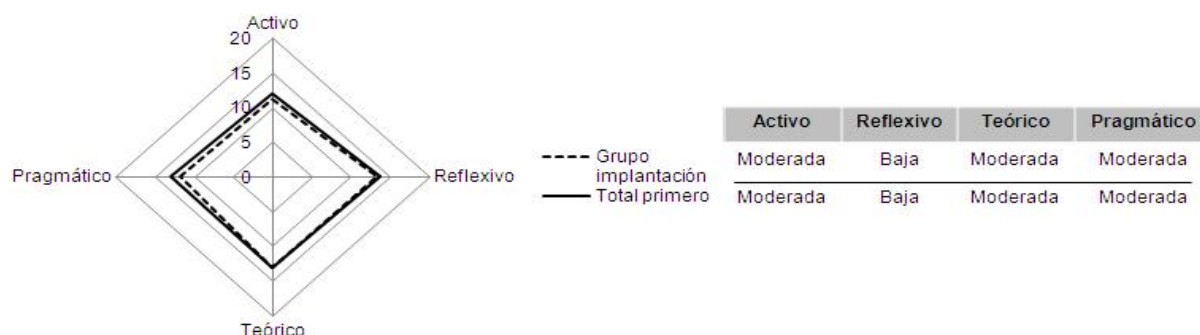 Activo
20
15
10
5
0
Pragmático
Reflexivo
Teórico
Grupo
implantación
Total primero
Activo Reflexivo Teórico Pragmático
Moderada Baja Moderada Moderada
Moderada Baja Moderada Moderada